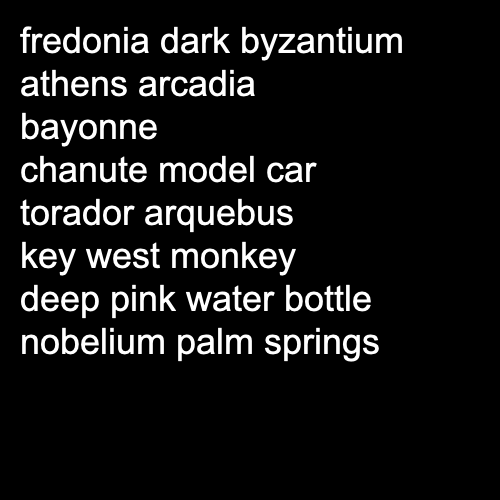 fredonia dark byzantium
athens arcadia
bayonne
chanute model car
torador arquebus
key west monkey
deep pink water bottle
nobelium palm springs